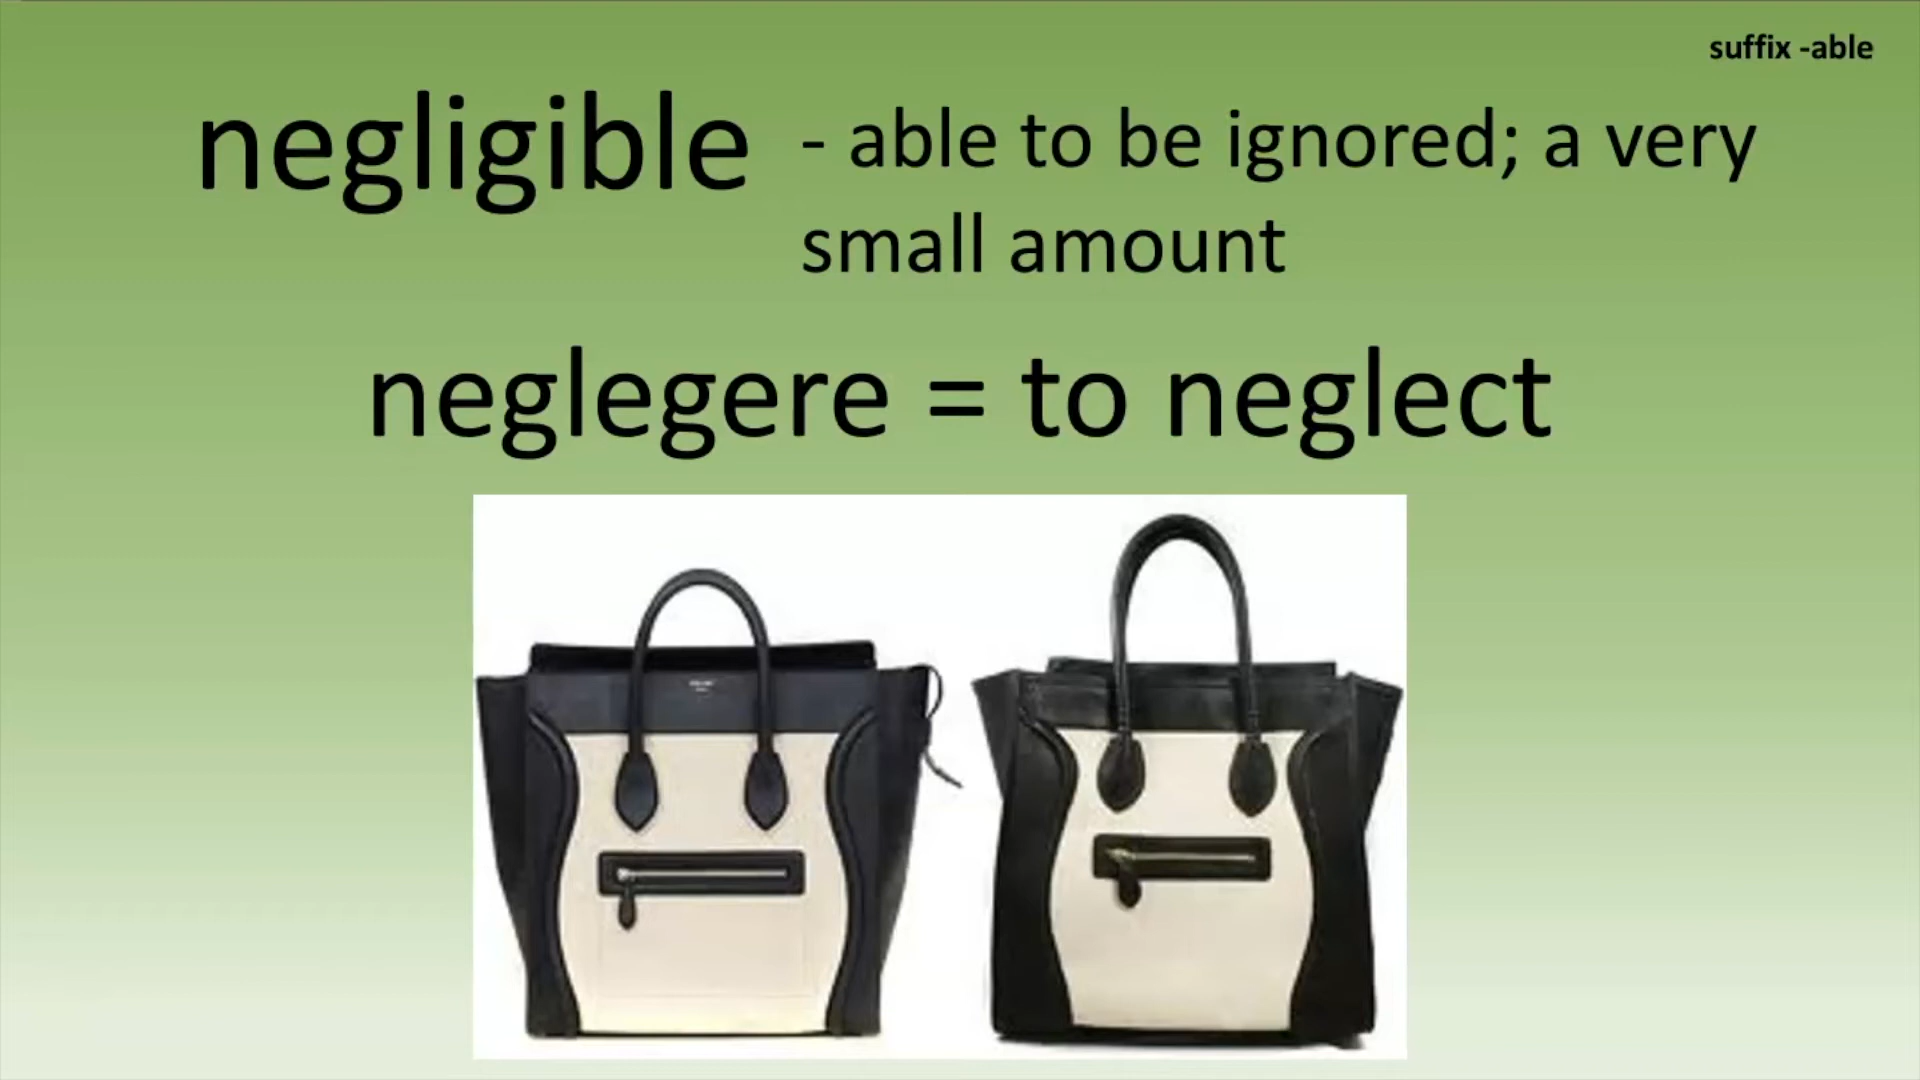 suffix -able
negligible - able to be ignored; a very
small amount
neglegere = to neglect